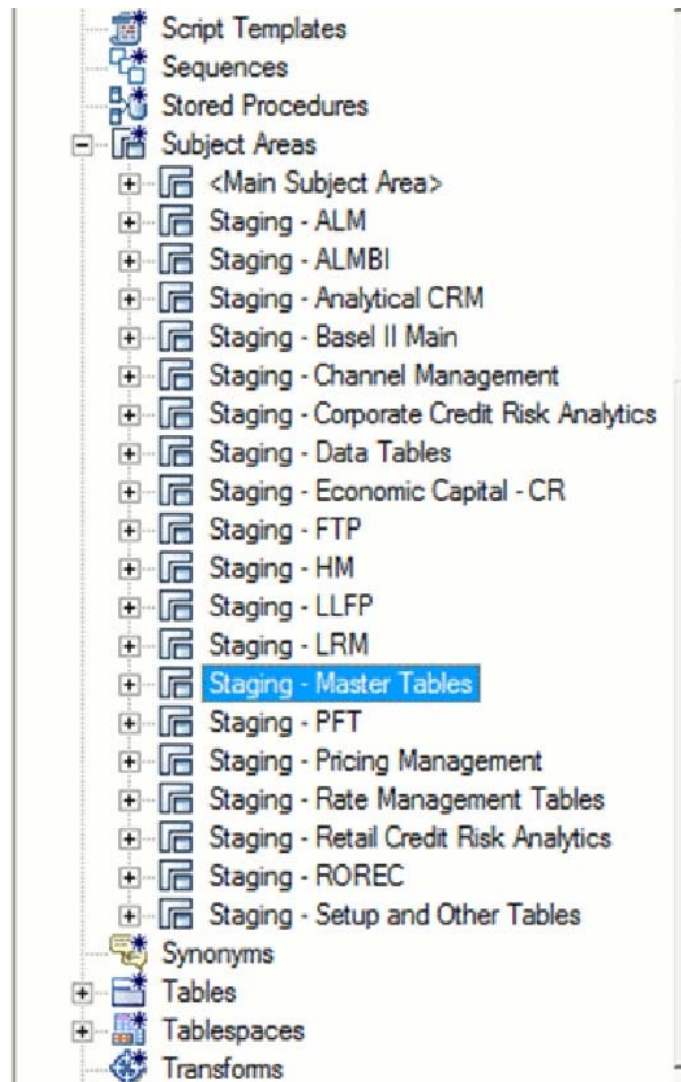 Script Templates
Sequences
Stored Procedures
Subject Areas
<Main Subject Area>
Staging - ALM
Staging - ALMBI
Staging - Analytical CRM
Staging - Basel II Main
Staging - Channel Management
Staging - Corporate Credit Risk Analytics
Staging - Data Tables
Staging - Economic Capital - CR
Staging - FTP
Staging - HM
Staging - LLFP
Staging - LRM
Staging - Master Tables
Staging - PFT
Staging - Pricing Management
Staging - Rate Management Tables
Staging - Retail Credit Risk Analytics
Staging - ROREC
Staging - Setup and Other Tables
Synonyms
Tables
Tablespaces
Transforms